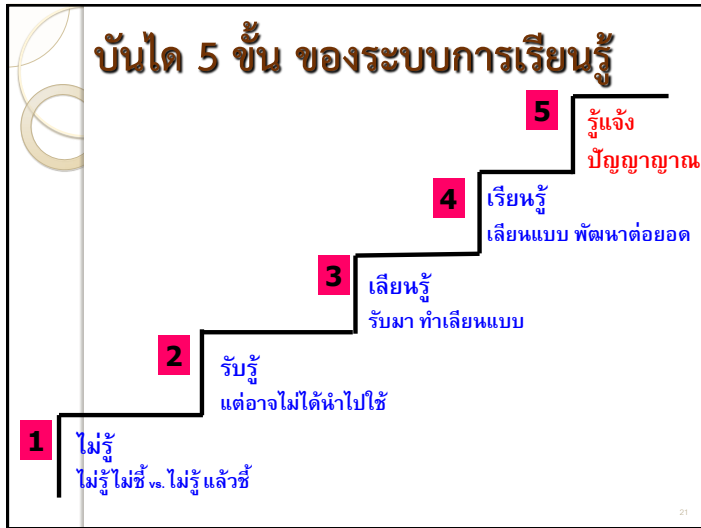 บันได 5 ขั้น ของระบบการเรียนรู้
5
รู้แจ้ง
ปัญญาญาณ
4
เรียนรู้
เลียนแบบ พัฒนาต่อยอด
3
เลียนรู้
รับมา ทำเลียนแบบ
2
รับรู้
แต่อาจไม่ได้นำไปใช้
1
ไม่รู้
ไม่รู้ ไม่ชี้ vs. ไม่รู้ แล้วชี้
21